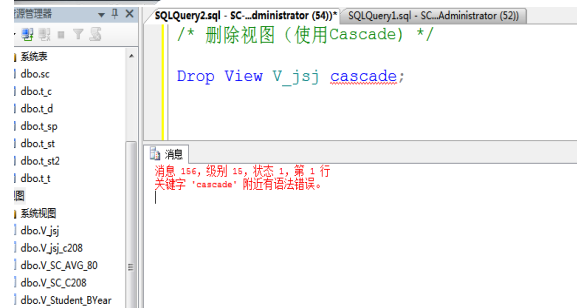 源管理器
SQLQuery2.sql - SC-...dministrator (54))*
SQLQuery1.sql - SC...Administrator (52))
/* 删除视图（使用Cascade) */
Drop View V_jsj cascade;
系统表
dbo.sc
dbo.t_c
dbo.t_d
dbo.t_sp
dbo.t_st
dbo.t_st2
dbo.t_t
图
系统视图
dbo.V_jsj
dbo.V_jsj_c208
dbo.V_SC_AVG_80
dbo.V_SC_C208
dbo.V_Student_BYear
消息
消息 156，级别 15，状态 1，第 1 行
关键字 'cascade' 附近有语法错误。